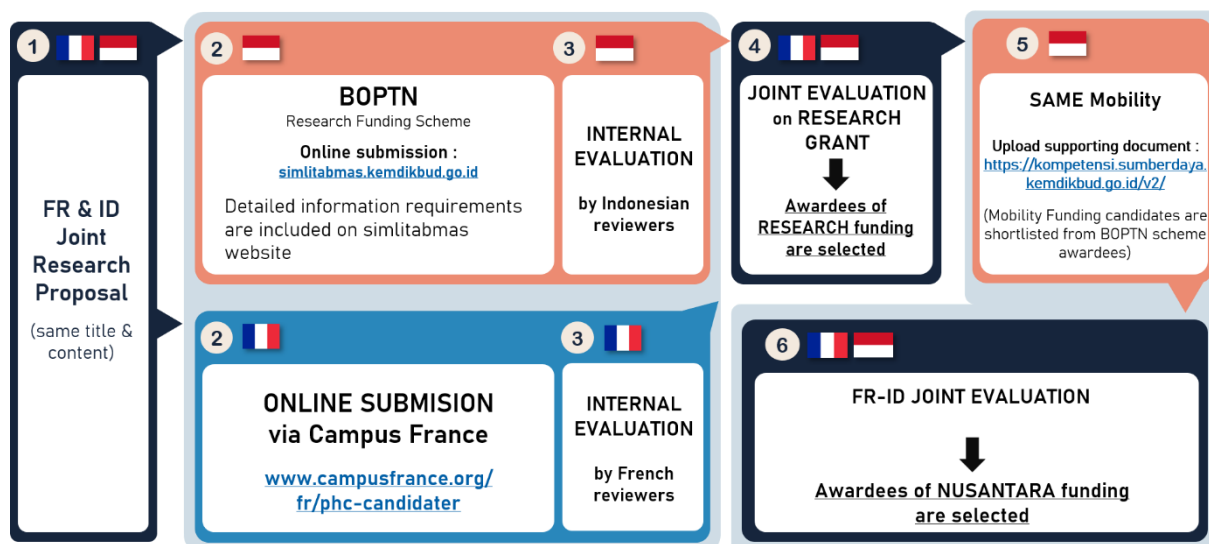 1
FR & ID
Joint
Research
Proposal
(same title &
content)
2
BOPTN
Research Funding Scheme
Online submission :
simlitabmas.kemdikbud.go.id
Detailed information requirements
are included on simlitabmas
website
3
INTERNAL
EVALUATION
by Indonesian
reviewers
2
ONLINE SUBMISION
via Campus France
www.campusfrance.org/
fr/phc-candidater
3
INTERNAL
EVALUATION
by French
reviewers
4
JOINT EVALUATION
on RESEARCH
GRANT
Awardees of
RESEARCH funding
are selected
5
SAME Mobility
Upload supporting document :
https://kompetensi.sumberdaya.
kemdikbud.go.id/v2/
(Mobility Funding candidates are
shortlisted from BOPTN scheme
awardees)
6
FR-ID JOINT EVALUATION
Awardees of NUSANTARA funding
are selected